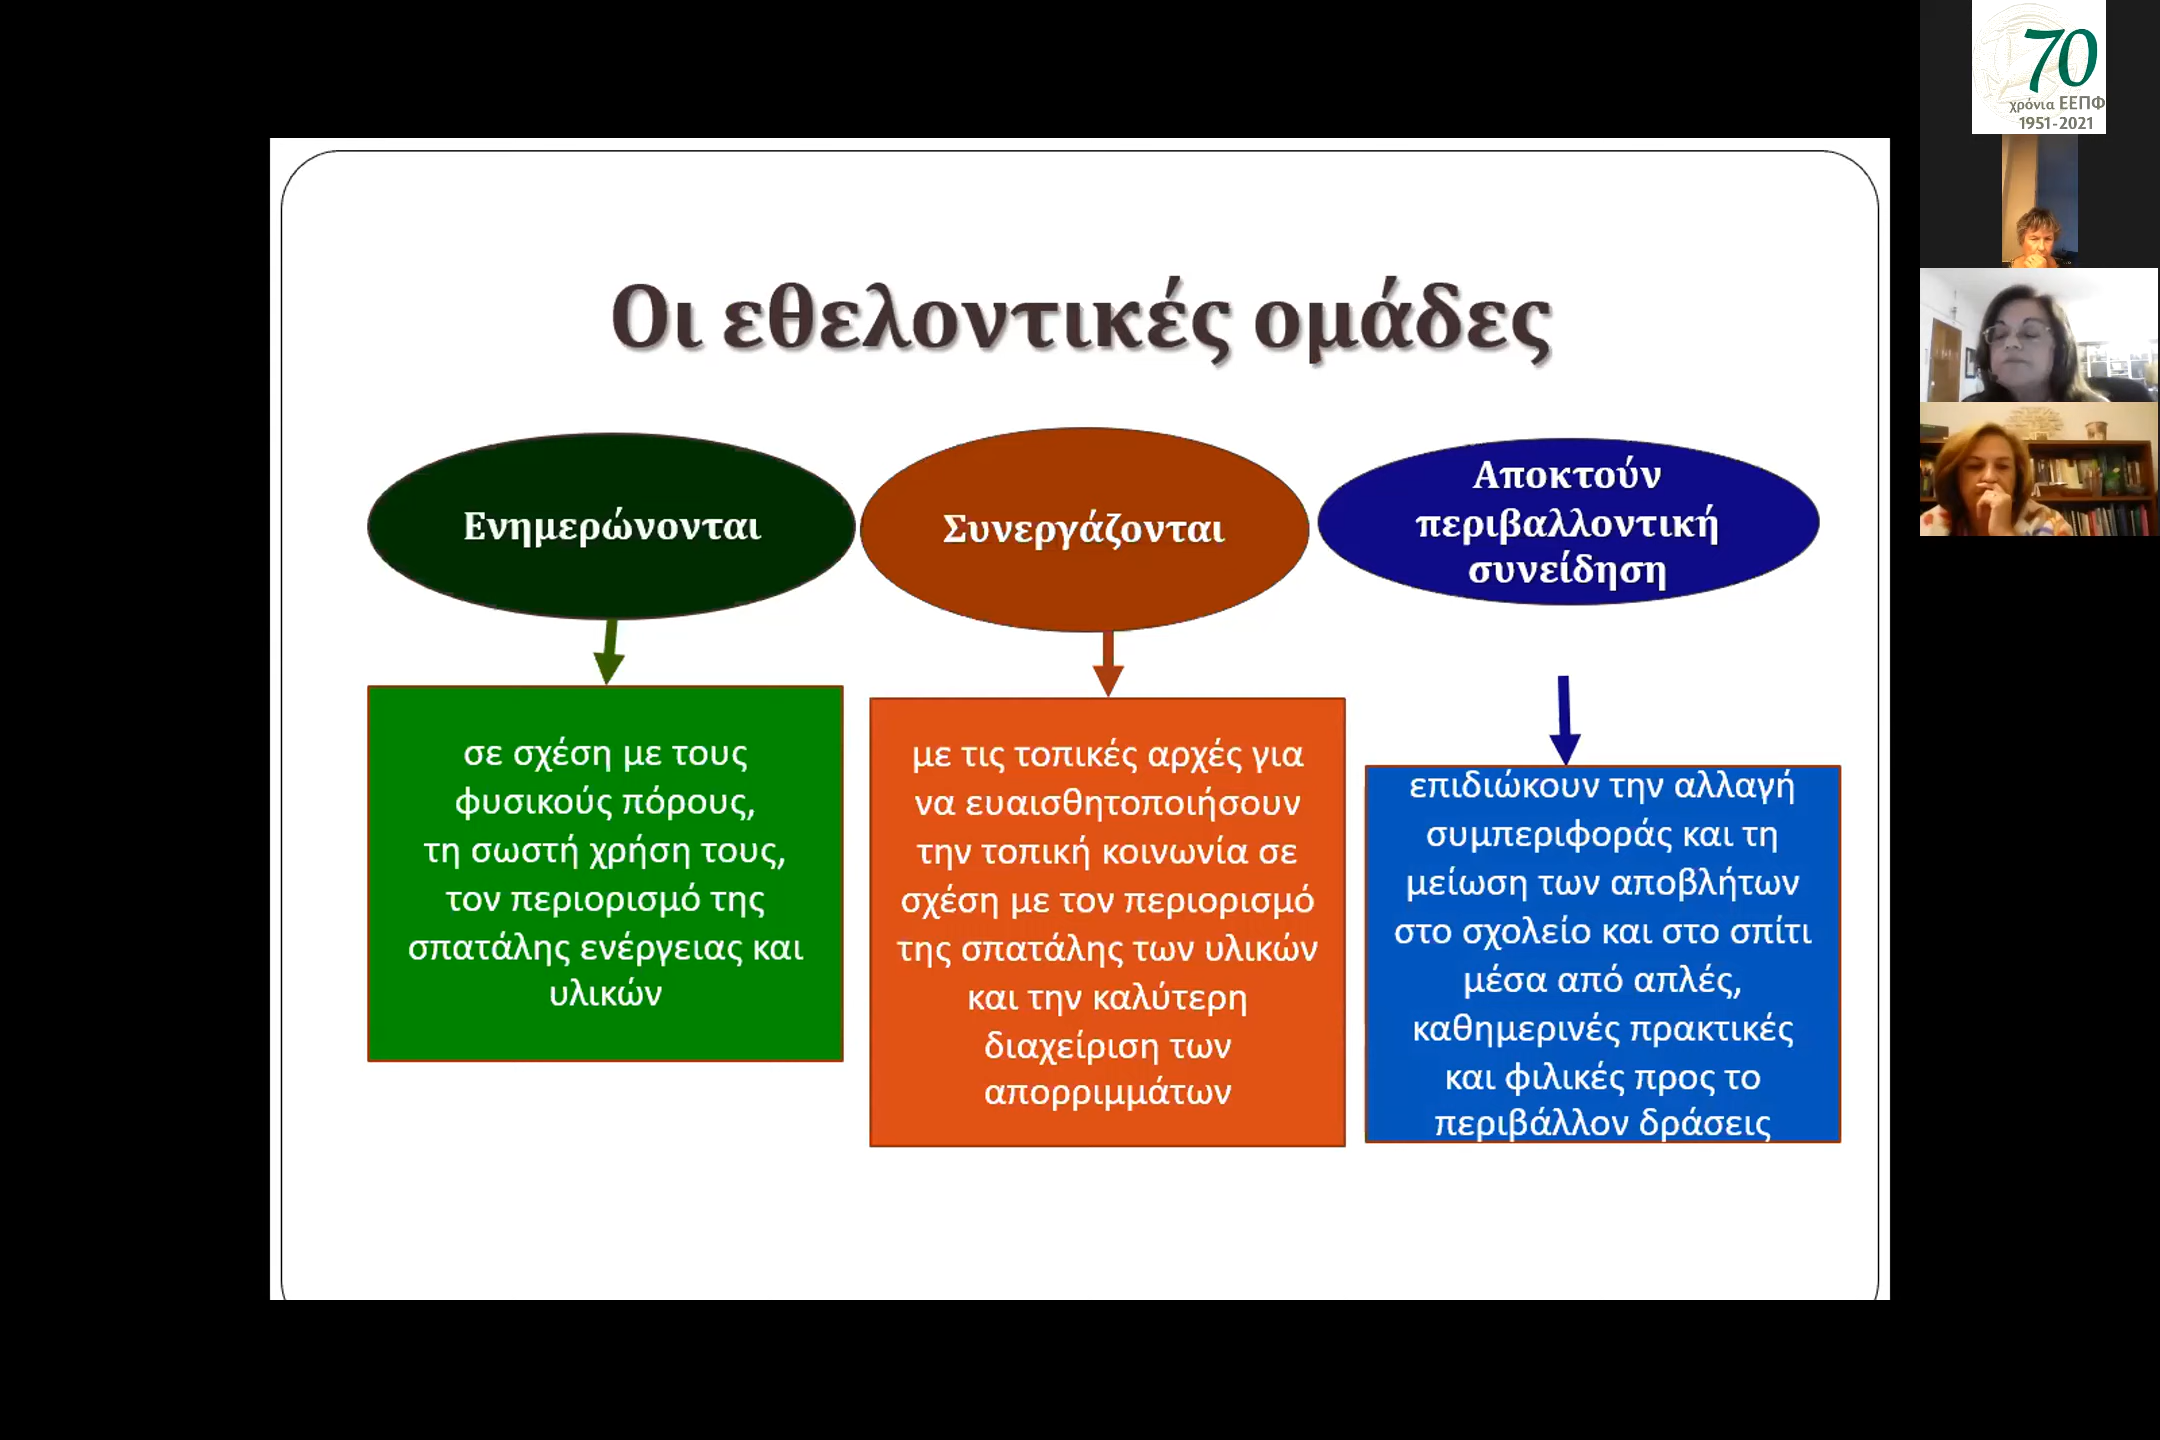 Οι εθελοντικές ομάδες
Ενημερώνονται
σε σχέση με τους
φυσικούς πόρους,
τη σωστή χρήση τους,
τον περιορισμό της
σπατάλης ενέργειας και
υλικών
Συνεργάζονται
με τις τοπικές αρχές για
να ευαισθητοποιήσουν
την τοπική κοινωνία σε
σχέση με τον περιορισμό
της σπατάλης των υλικών
και την καλύτερη
διαχείριση των
απορριμμάτων
Αποκτούν
περιβαλλοντική
συνείδηση
επιδιώκουν την αλλαγή
συμπεριφοράς και τη
μείωση των αποβλήτων
στο σχολείο και στο σπίτι
μέσα από απλές,
καθημερινές πρακτικές
και φιλικές προς το
περιβάλλον δράσεις
70
χρόνια ΕΕΠΦ
1951-2021